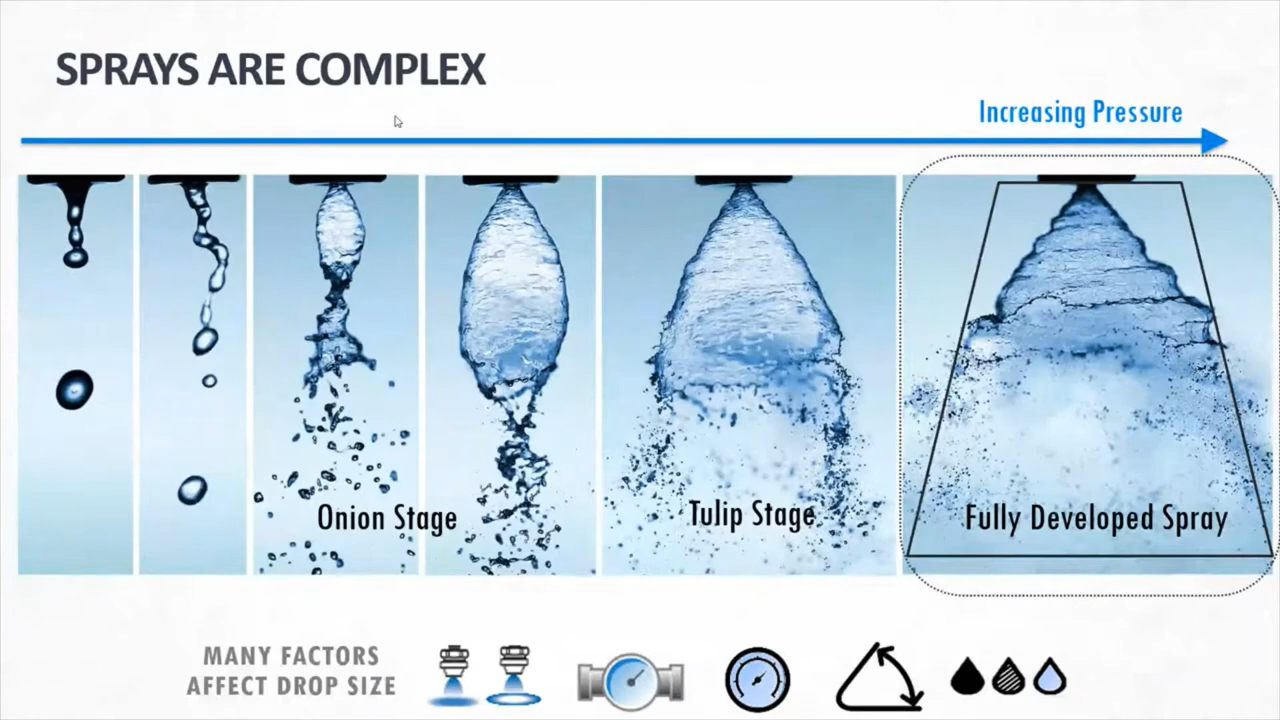 SPRAYS ARE COMPLEX
Increasing Pressure
Onion Stage
Tulip Stage
Fully Developed Spray
MANY FACTORS
AFFECT DROP SIZE